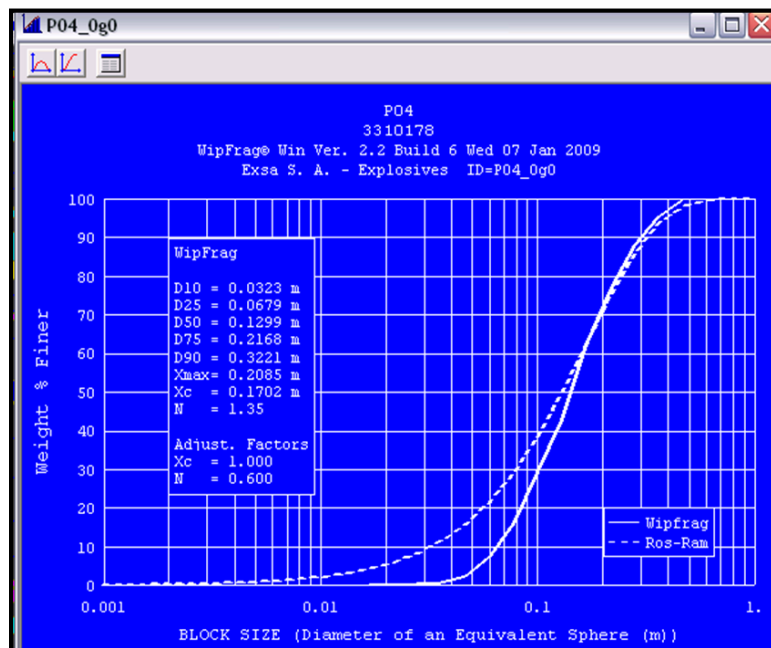 P04_0g0
P04
3310178
WipFrag© Win Ver. 2.2 Build 6 Wed 07 Jan 2009
Exsa S. A. - Explosives ID=P04_0g0
Weight % Finer
100
90
80
70
60
50
40
30
20
10
0
WipFrag
D10 = 0.0323 m
D25 = 0.0679 m
D50 = 0.1299 m
D75 = 0.2168 m
D90 = 0.3221 m
Xmax= 0.2085 m
Xc = 0.1702 m
N = 1.35
Adjust. Factors
Xc = 1.000
N = 0.600
Wipfrag
Ros-Ram
0.001 0.01 0.1 1.
BLOCK SIZE (Diameter of an Equivalent Sphere (m))